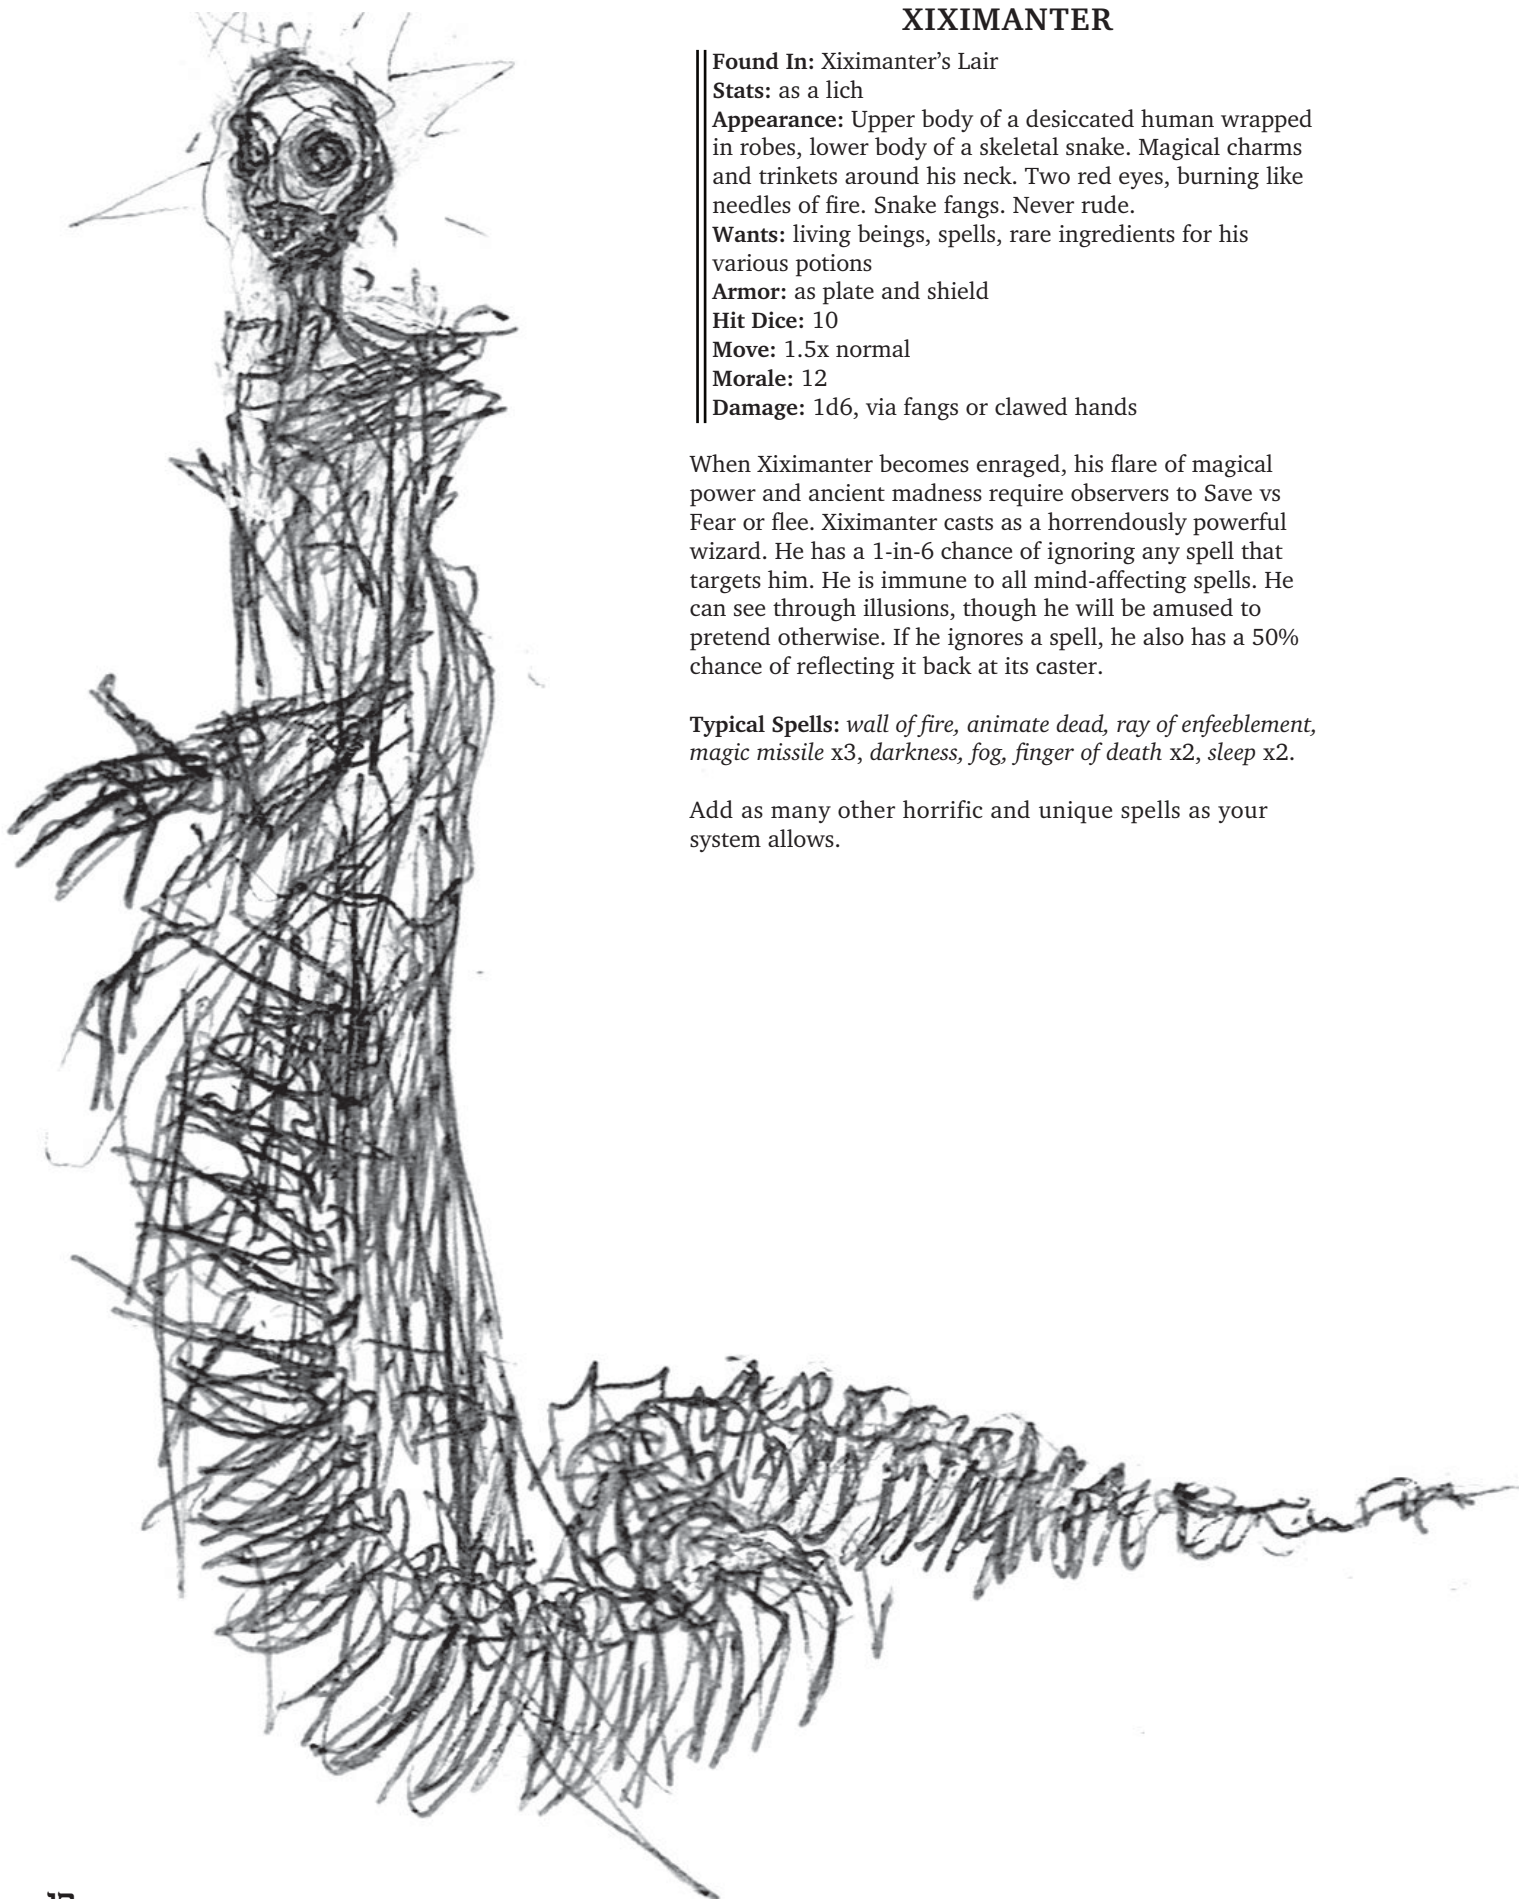 XIXIMANTER
Found In: Xiximanter’s Lair
Stats: as a lich
Appearance: Upper body of a desiccated human wrapped
in robes, lower body of a skeletal snake. Magical charms
and trinkets around his neck. Two red eyes, burning like
needles of fire. Snake fangs. Never rude.
Wants: living beings, spells, rare ingredients for his
various potions
Armor: as plate and shield
Hit Dice: 10
Move: 1.5x normal
Morale: 12
Damage: 1d6, via fangs or clawed hands
When Xiximanter becomes enraged, his flare of magical
power and ancient madness require observers to Save vs
Fear or flee. Xiximanter casts as a horrendously powerful
wizard. He has a 1-in-6 chance of ignoring any spell that
targets him. He is immune to all mind-affecting spells. He
can see through illusions, though he will be amused to
pretend otherwise. If he ignores a spell, he also has a 50%
chance of reflecting it back at its caster.
Typical Spells: wall of fire, animate dead, ray of enfeeblement,
magic missile x3, darkness, fog, finger of death x2, sleep x2.
Add as many other horrific and unique spells as your
system allows.